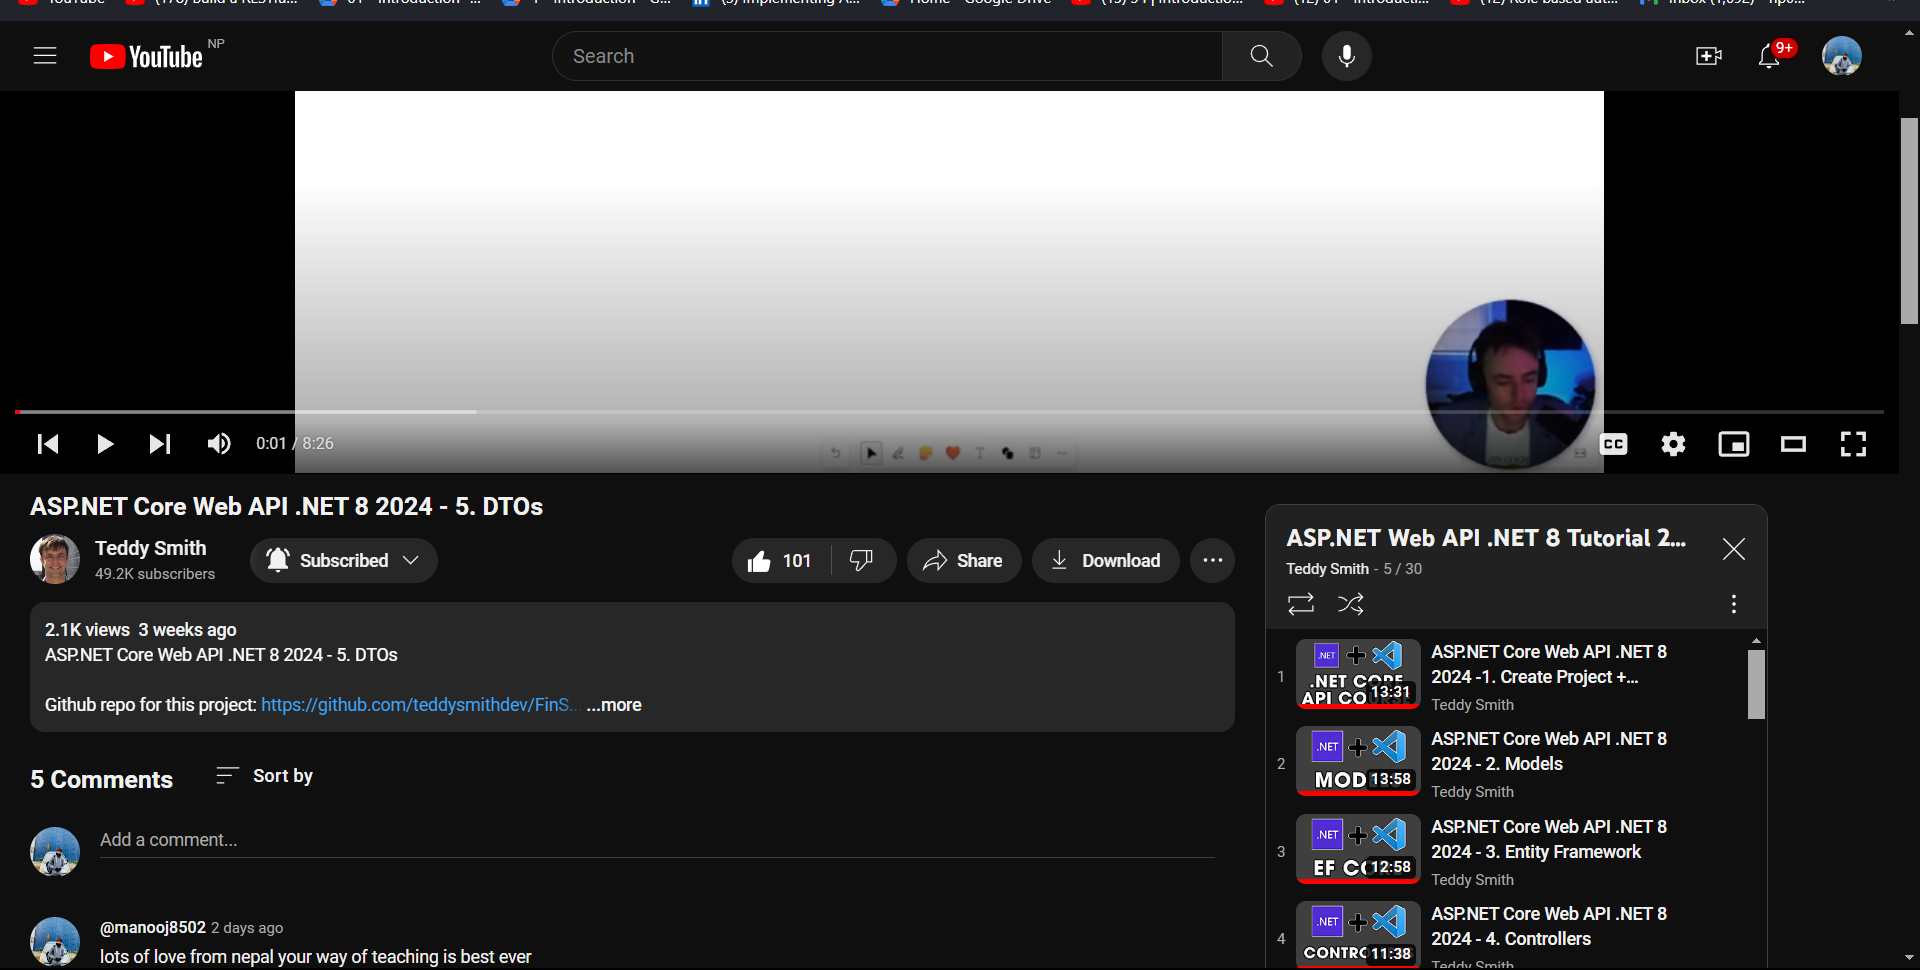 YouTube NP
Search
9+
0:01 / 8:26
CC
ASP.NET Core Web API .NET 8 2024 - 5. DTOs
Teddy Smith
49.2K subscribers
Subscribed
101
Share
Download
2.1K views 3 weeks ago
ASP.NET Core Web API .NET 8 2024 - 5. DTOs
Github repo for this project: https://github.com/teddysmithdev/FinS... ...more
5 Comments
Sort by
Add a comment...
@manooj8502 2 days ago
lots of love from nepal your way of teaching is best ever
ASP.NET Web API .NET 8 Tutorial 2...
Teddy Smith - 5 / 30
1
.NET
.NET CORE
API CO
13:31
ASP.NET Core Web API .NET 8
2024 -1. Create Project +...
Teddy Smith
2
.NET
MOD
13:58
ASP.NET Core Web API .NET 8
2024 - 2. Models
Teddy Smith
3
.NET
EF CORE
12:58
ASP.NET Core Web API .NET 8
2024 - 3. Entity Framework
Teddy Smith
4
.NET
CONTRO
11:38
ASP.NET Core Web API .NET 8
2024 - 4. Controllers
Teddy Smith